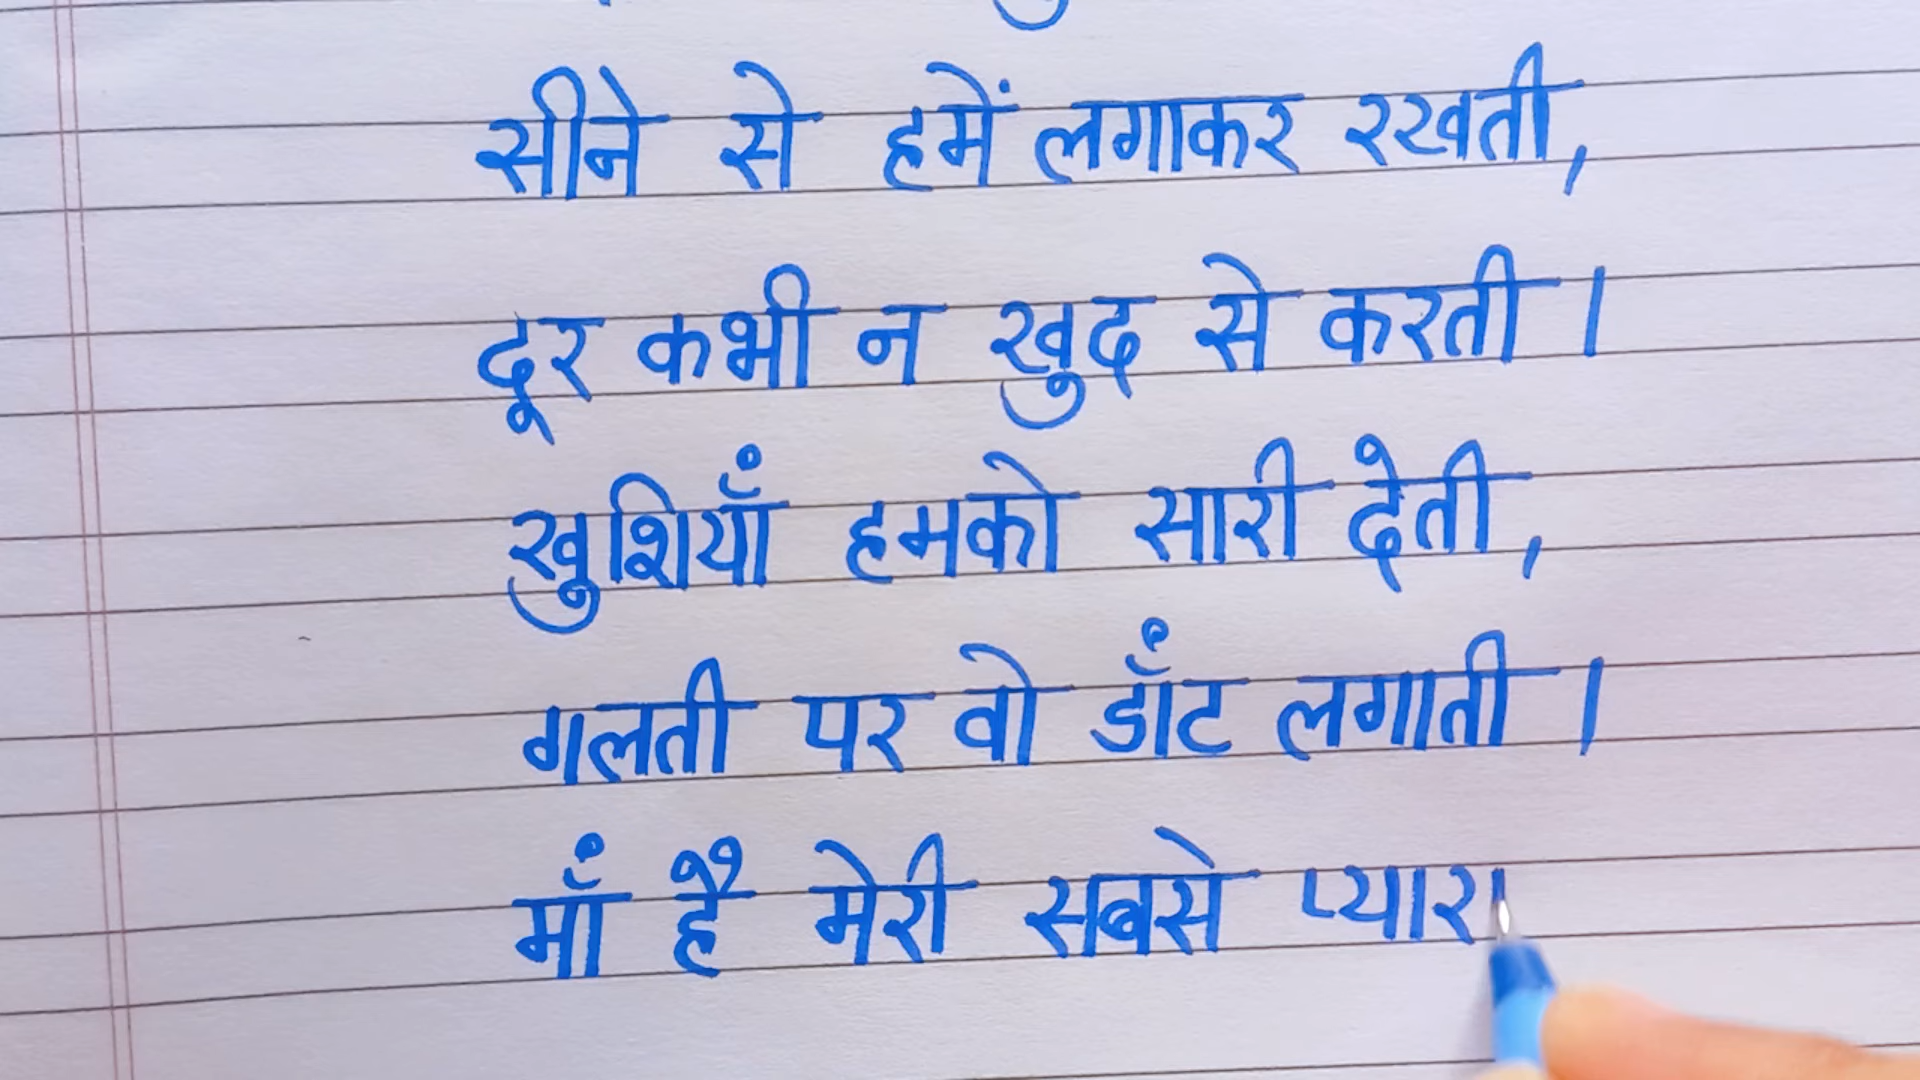 सीने से हमें लगाकर रखती,
दूर कभी न खुद से करती।
खुशियाँ हमको सारी देती,
गलती पर वो डाँट लगाती।
माँ है मेरी सबसे प्यारा